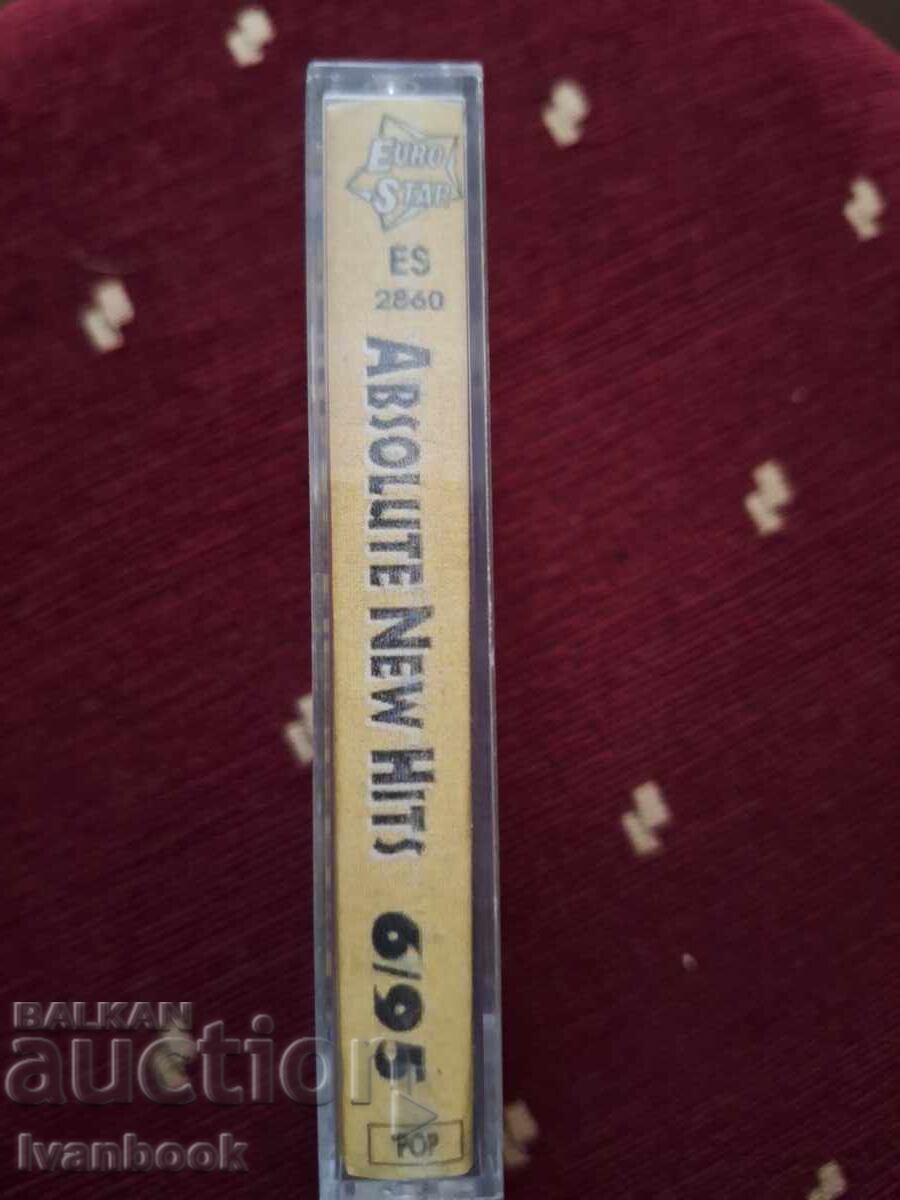 EURO
STAR
ES
2860
ABSOLUTE NEW HITS 6/95
POP
BALKAN
auction
Ivanbook